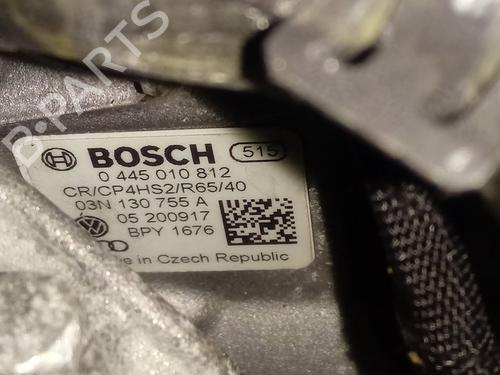 B-PARTS
BOSCH 515
0 445 010 812
CR/CP4HS2/R65/40
03N 130 755 A
05 200917
BPY 1676
in Czech Republic